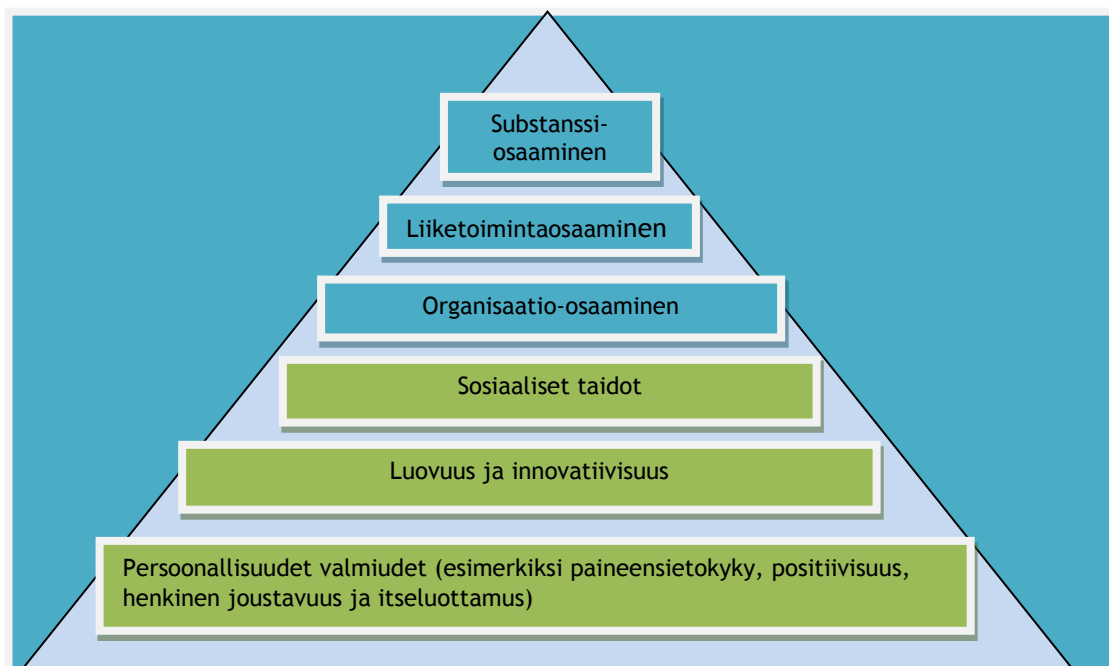 Substanssi-
osaaminen
Liiketoimintaosaaminen
Organisaatio-osaaminen
Sosiaaliset taidot
Luovuus ja innovatiivisuus
Persoonallisuudet valmiudet (esimerkiksi paineensietokyky, positiivisuus,
henkinen joustavuus ja itseluottamus)